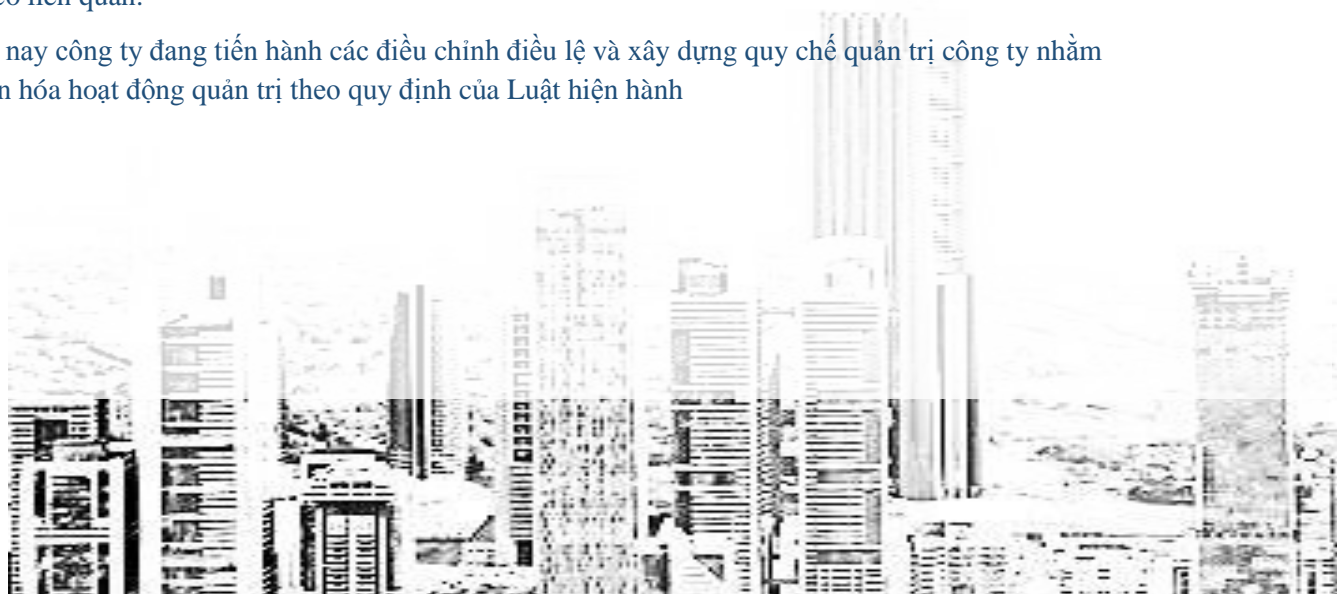 liên quan.
nay công ty đang tiến hành các điều chỉnh điều lệ và xây dựng quy chế quản trị công ty nhằm
hóa hoạt động quản trị theo quy định của Luật hiện hành